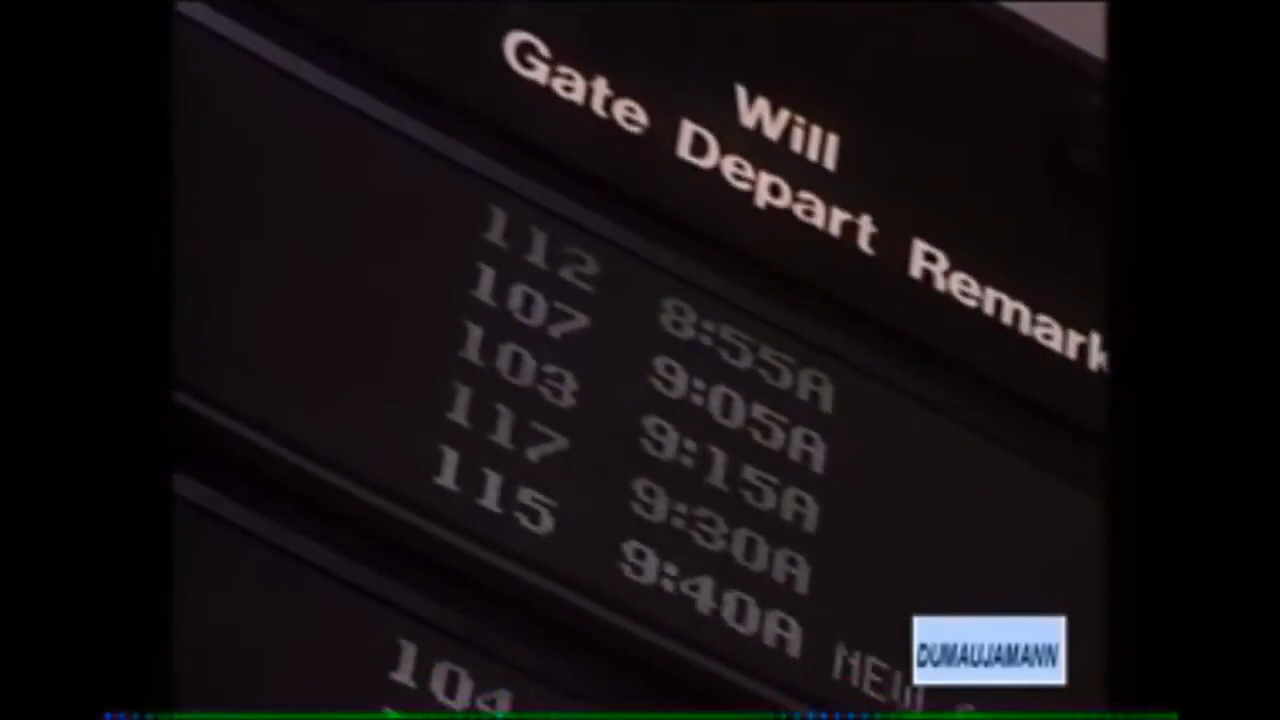 Will
Gate Depart Remark
112 8:55A
107 9:05A
103 9:15A
117 9:30A
115 9:40A NEW
104
DUMAUJAMANN